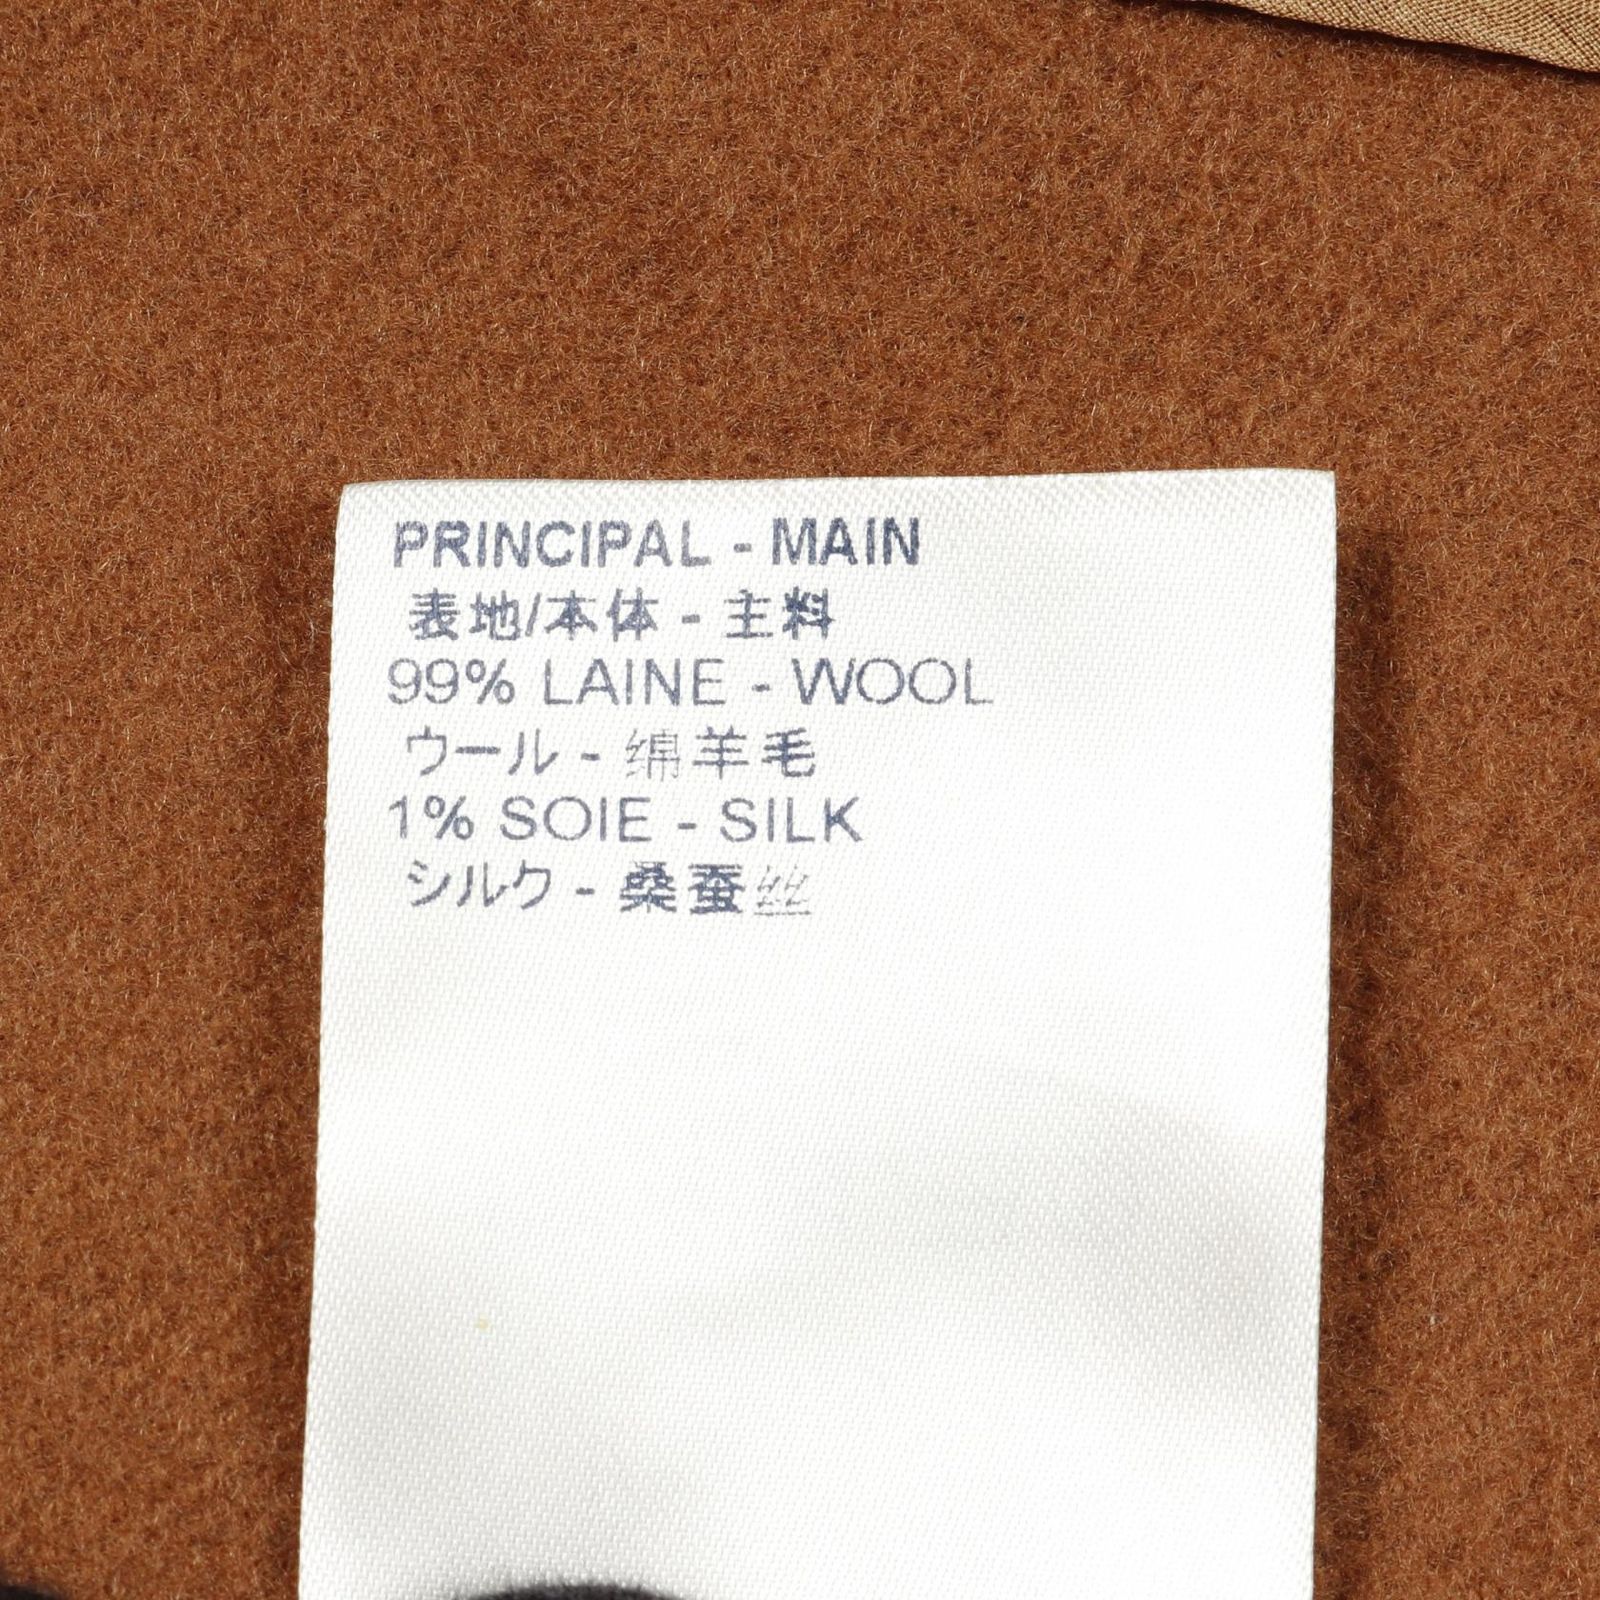 PRINCIPAL - MAIN
表地/本体 - 主料
99% LAINE - WOOL
ウール - 绵羊毛
1% SOIE - SILK
シルク - 桑蚕丝